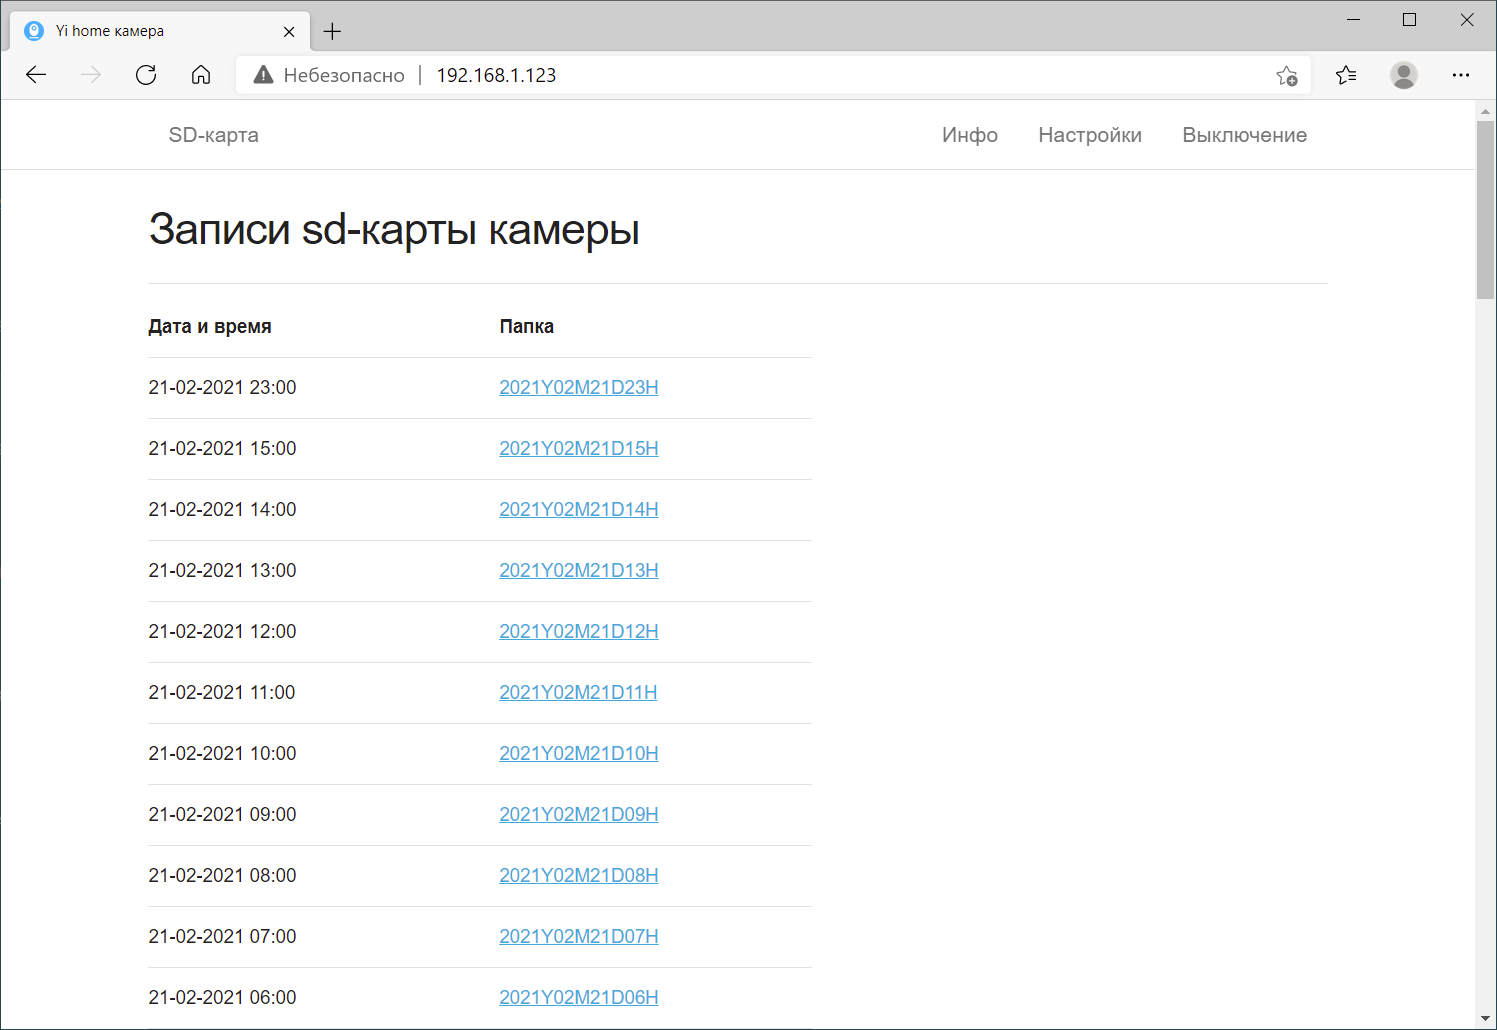 Yi home камера
Небезопасно | 192.168.1.123
SD-карта Инфо Настройки Выключение
Записи sd-карты камеры
Дата и время Папка
21-02-2021 23:00 2021Y02M21D23H
21-02-2021 15:00 2021Y02M21D15H
21-02-2021 14:00 2021Y02M21D14H
21-02-2021 13:00 2021Y02M21D13H
21-02-2021 12:00 2021Y02M21D12H
21-02-2021 11:00 2021Y02M21D11H
21-02-2021 10:00 2021Y02M21D10H
21-02-2021 09:00 2021Y02M21D09H
21-02-2021 08:00 2021Y02M21D08H
21-02-2021 07:00 2021Y02M21D07H
21-02-2021 06:00 2021Y02M21D06H